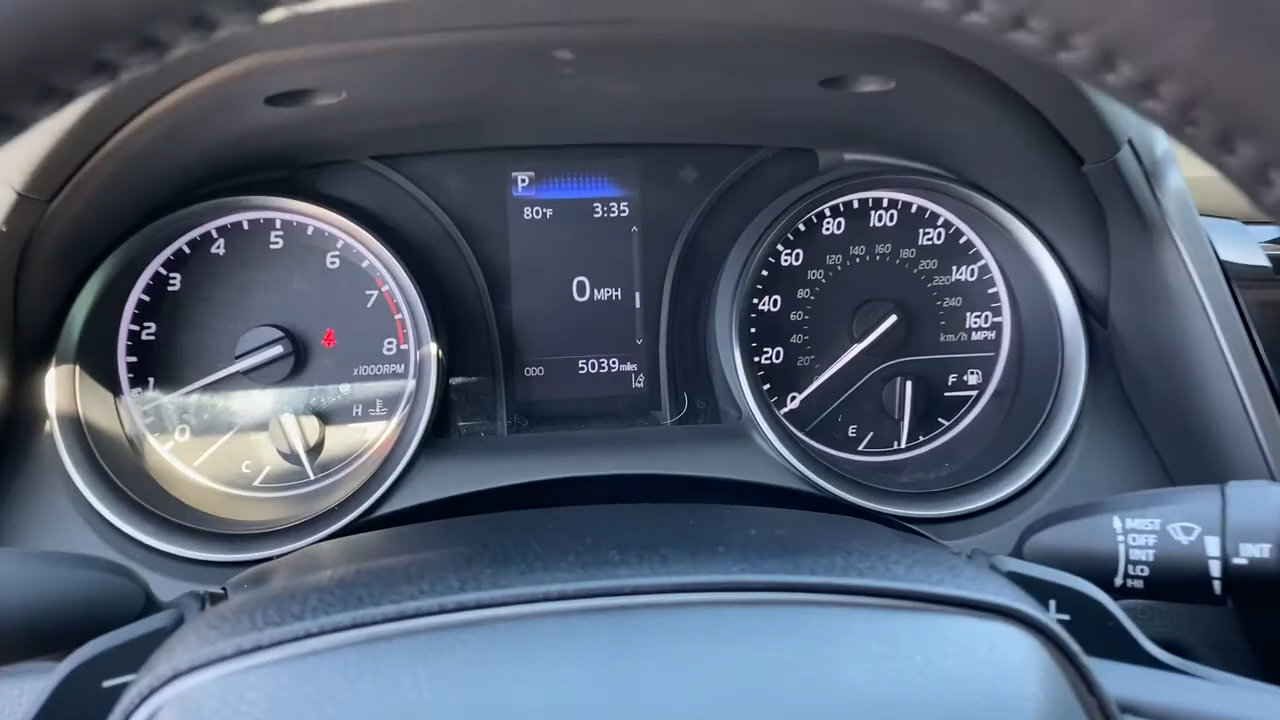 P
80°F 3:35
0 MPH
ODO 5039 miles
0
1
2
3
4
5
6
7
8
x1000RPM
H
C
0
20
40
60
80
100
120
140
160
20
40
60
80
100
120
140
160
180
200
220
240
km/h MPH
F
E
MIST
OFF
INT
LO
HI
INT
+
−